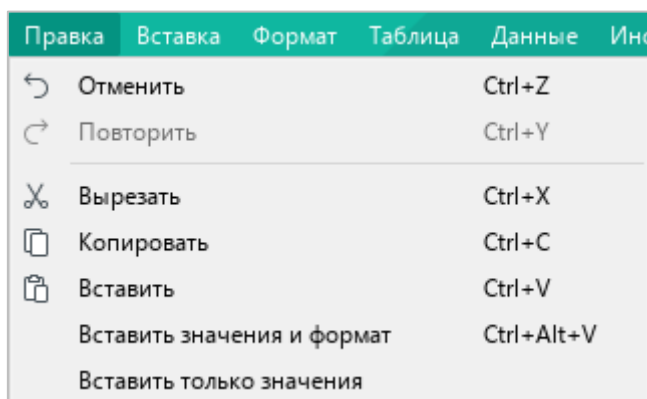 Правка Вставка Формат Таблица Данные
Отменить Ctrl+Z
Повторить Ctrl+Y
Вырезать Ctrl+X
Копировать Ctrl+C
Вставить Ctrl+V
Вставить значения и формат Ctrl+Alt+V
Вставить только значения